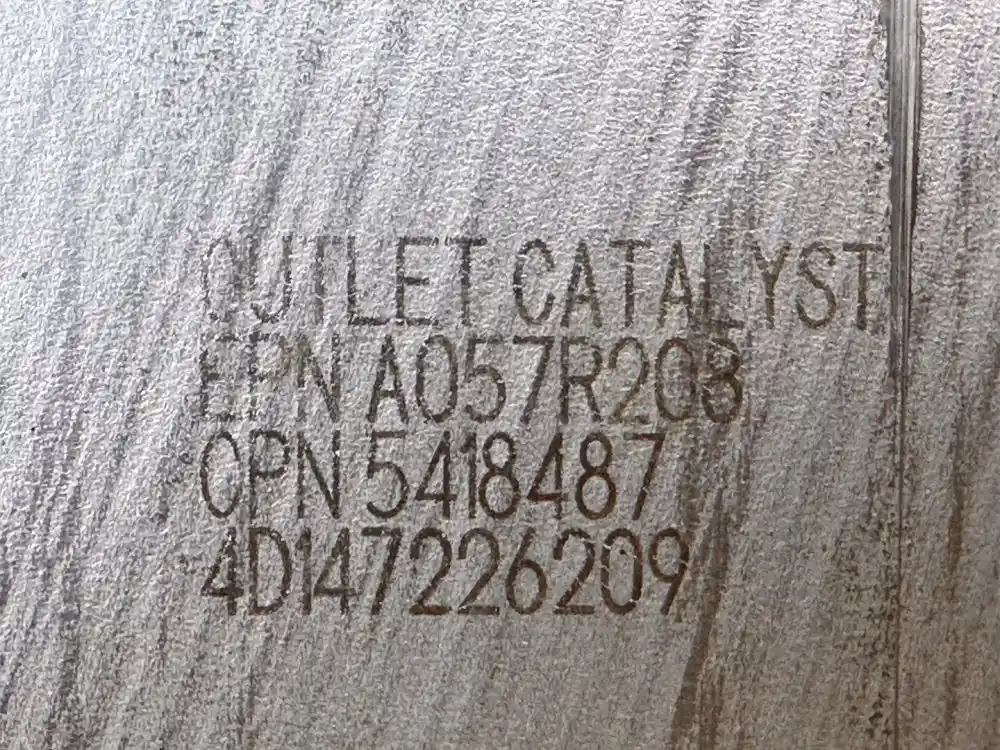 OUTLET CATALYST
EPN A057R208
OPN 5418487
4D147226209